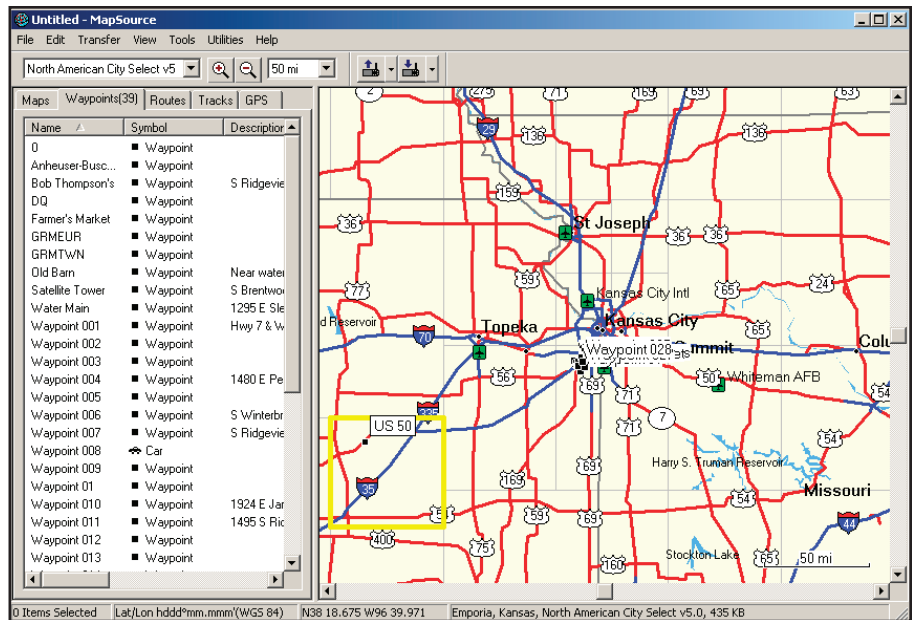 Untitled - MapSource
File Edit Transfer View Tools Utilities Help
North American City Select v5 50 mi
Maps Waypoints(39) Routes Tracks GPS
Name Symbol Description
0 Waypoint
Anheuser-Busc... Waypoint
Bob Thompson's Waypoint S Ridgevie
DQ Waypoint
Farmer's Market Waypoint
GRMEUR Waypoint
GRMTWN Waypoint
Old Barn Waypoint Near water
Satellite Tower Waypoint S Brentwoo
Water Main Waypoint 1295 E Sle
Waypoint 001 Waypoint Hwy 7 & W
Waypoint 002 Waypoint
Waypoint 003 Waypoint
Waypoint 004 Waypoint 1480 E Pe
Waypoint 005 Waypoint
Waypoint 006 Waypoint S Winterbr
Waypoint 007 Waypoint S Ridgevie
Waypoint 008 Car
Waypoint 009 Waypoint
Waypoint 01 Waypoint
Waypoint 010 Waypoint 1924 E Jar
Waypoint 011 Waypoint 1495 S Ric
Waypoint 012 Waypoint
Waypoint 013 Waypoint
2 275 71 169 69 63
29 136 136
159
36 St Joseph 36 36
59 24
77 Kansas City Intl 65
d Reservoir Topeka Kansas City 65
70 Waypoint 028 ets mmit Colu
56 69 50 Whiteman AFB
71 54
335 7
US 50 71 54
69 Harry S. Truman Reservoir
35 169 54 Missouri
59 59 69 44
400 75
160 Stockton Lake 65 50 mi
0 Items Selected Lat/Lon hddd°mm.mmm'(WGS 84) N38 18.675 W96 39.971 Emporia, Kansas, North American City Select v5.0, 435 KB